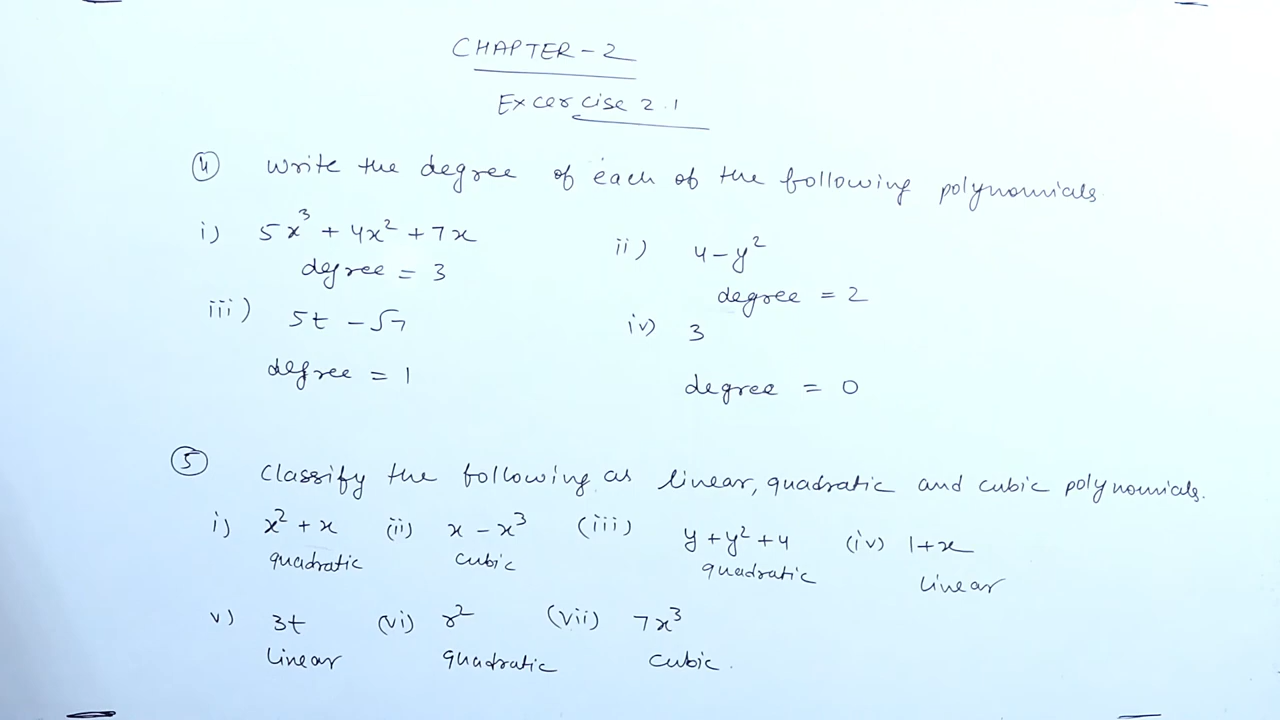 CHAPTER - 2
Excercise 2.1
④ Write the degree of each of the following polynomials.
i) 5x³ + 4x² + 7x ii) 4 - y²
degree = 3 degree = 2
iii) 5t - √7 iv) 3
degree = 1 degree = 0
⑤ Classify the following as linear, quadratic and cubic polynomials.
i) x² + x (ii) x - x³ (iii) y + y² + 4 (iv) 1 + x
quadratic cubic quadratic linear
v) 3t (vi) r² (vii) 7x³
linear quadratic cubic.